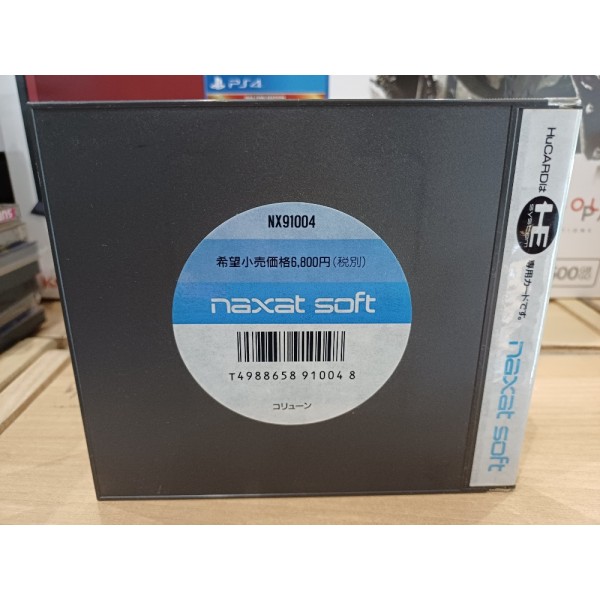 PS4
NX91004
希望小売価格6,800円(税別)
naxat soft
T4988658 91004 8
コリューン
HuCARDは
HE
SYSTEM
専用カードです。
naxat soft